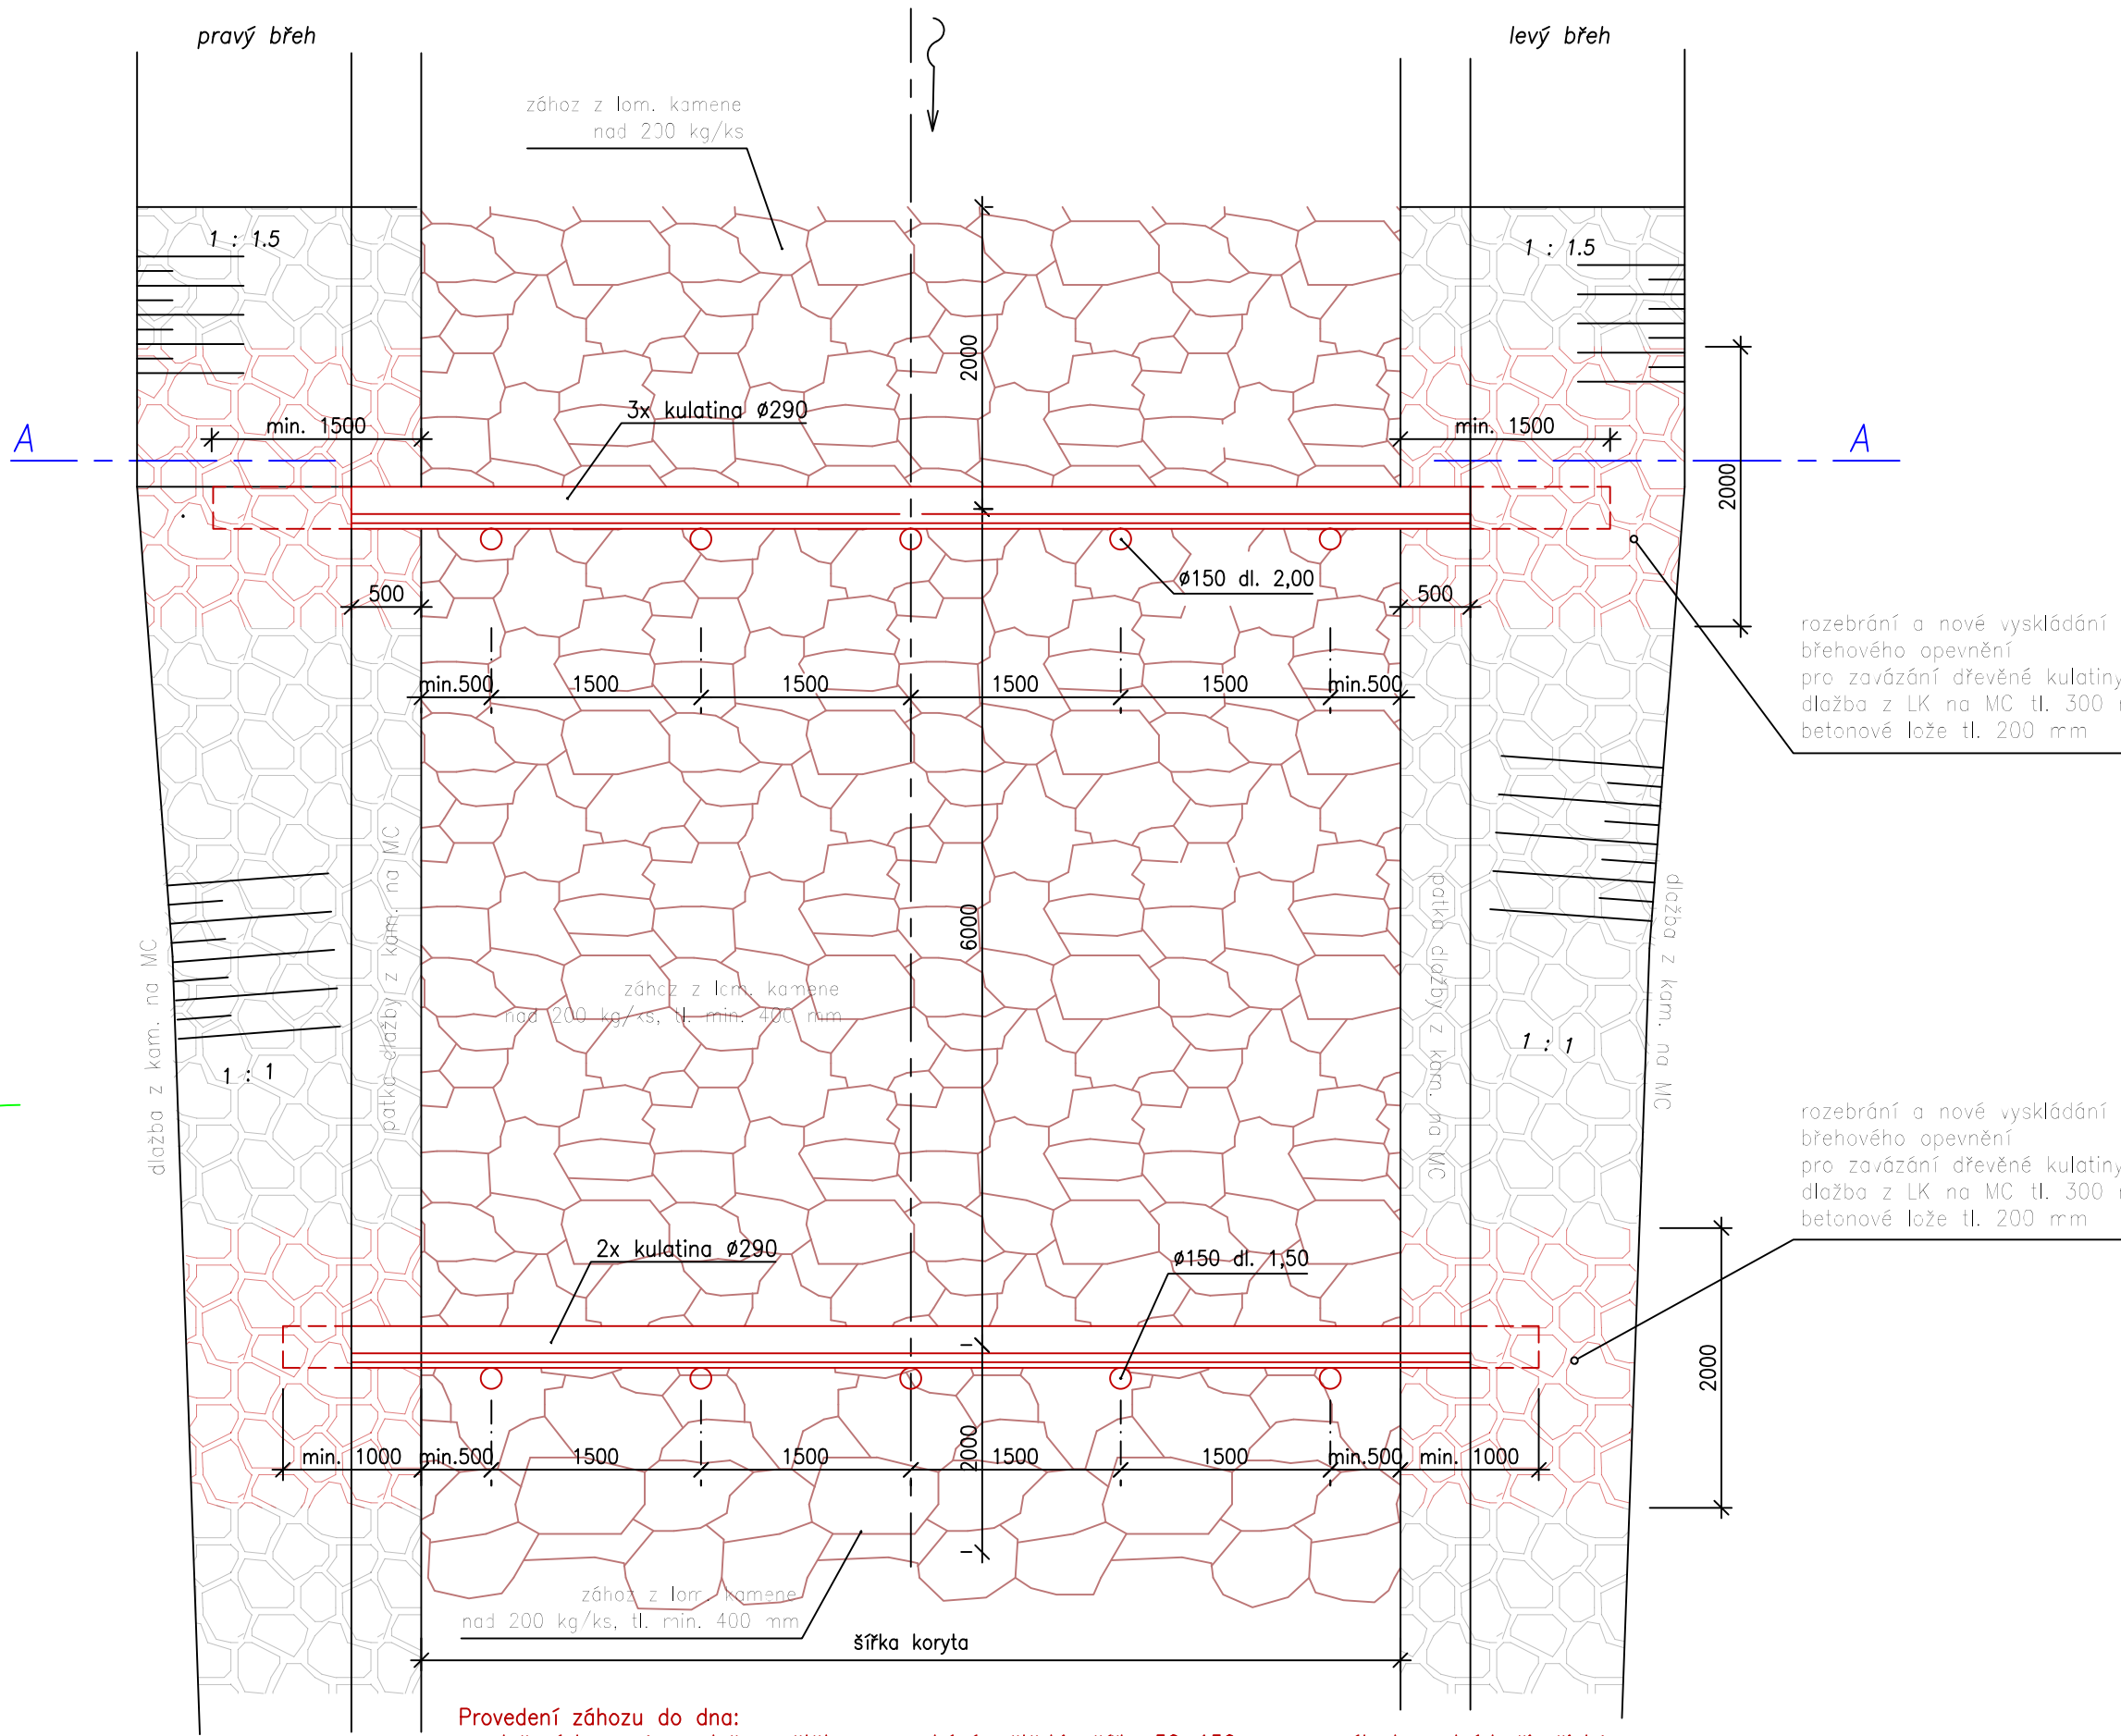 pravý břeh
levý břeh
zához z lom. kamene
nad 200 kg/ks
1 : 1.5
1 : 1.5
2000
3x kulatina ø290
min. 1500
min. 1500
A
A
2000
ø150 dl. 2,00
500
500
rozebrání a nové vyskládání
břehového opevnění
pro zavázání dřevěné kulatiny
dlažba z LK na MC tl. 300
betonové lože tl. 200 mm
min.500
1500
1500
1500
1500
min.500
6000
patka dlažby z kam. na MC
dlažba z kam. na MC
patka dlažby z kam. na MC
dlažba z kam. na MC
zához z lom. kamene
nad 200 kg/ks, tl. min. 400 mm
1 : 1
1 : 1
rozebrání a nové vyskládání
břehového opevnění
pro zavázání dřevěné kulatiny
dlažba z LK na MC tl. 300
betonové lože tl. 200 mm
2x kulatina ø290
ø150 dl. 1,50
2000
min. 1000
min.500
1500
1500
2000
1500
1500
min.500
min. 1000
zához z lom. kamene
nad 200 kg/ks, tl. min. 400 mm
šířka koryta
Provedení záhozu do dna: